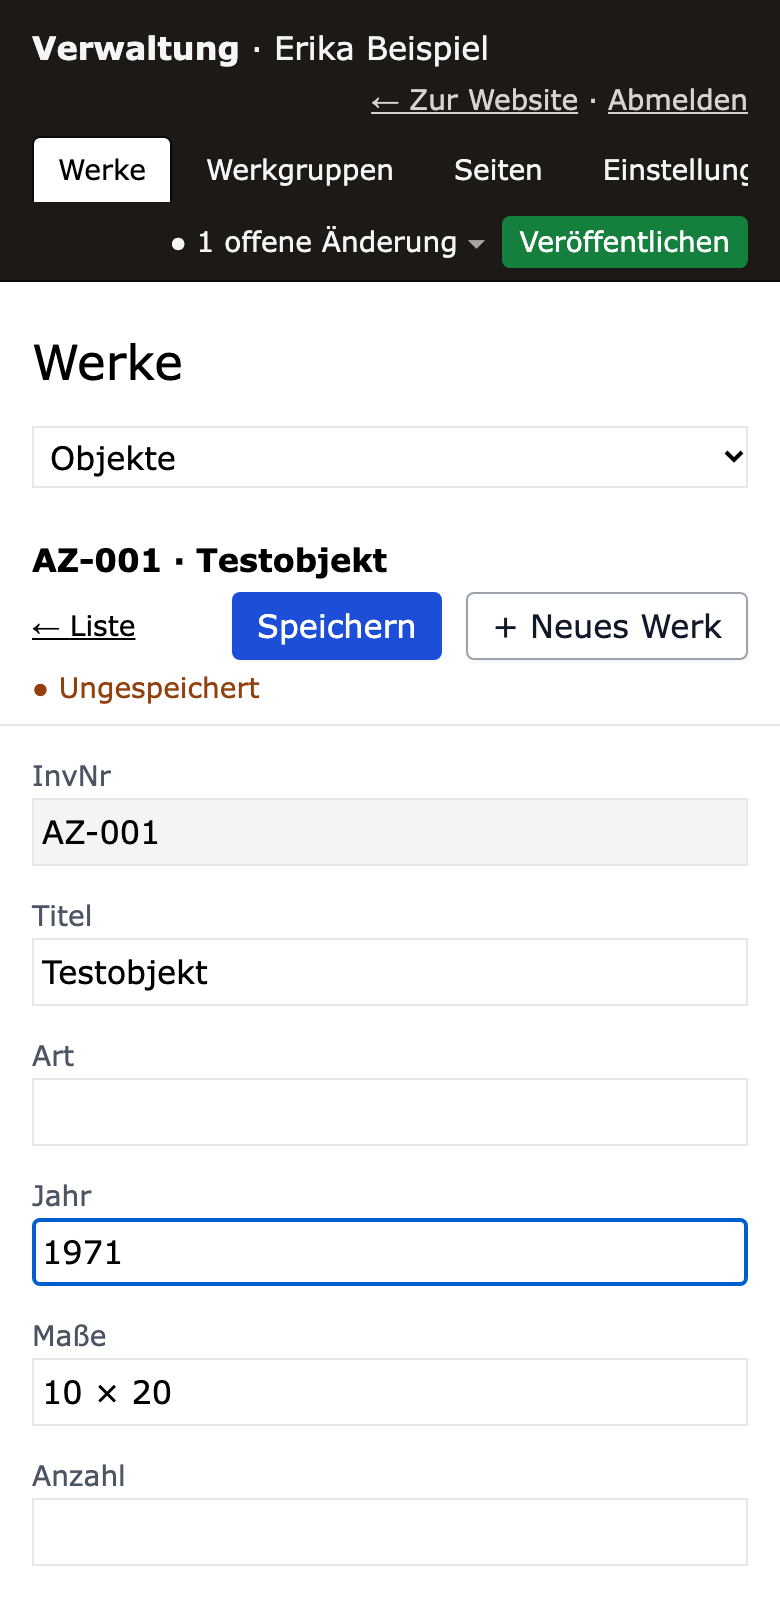 Verwaltung · Erika Beispiel
← Zur Website · Abmelden
Werke Werkgruppen Seiten Einstellung
● 1 offene Änderung Veröffentlichen
Werke
Objekte
AZ-001 · Testobjekt
← Liste Speichern + Neues Werk
● Ungespeichert
InvNr
AZ-001
Titel
Testobjekt
Art
Jahr
1971
Maße
10 × 20
Anzahl